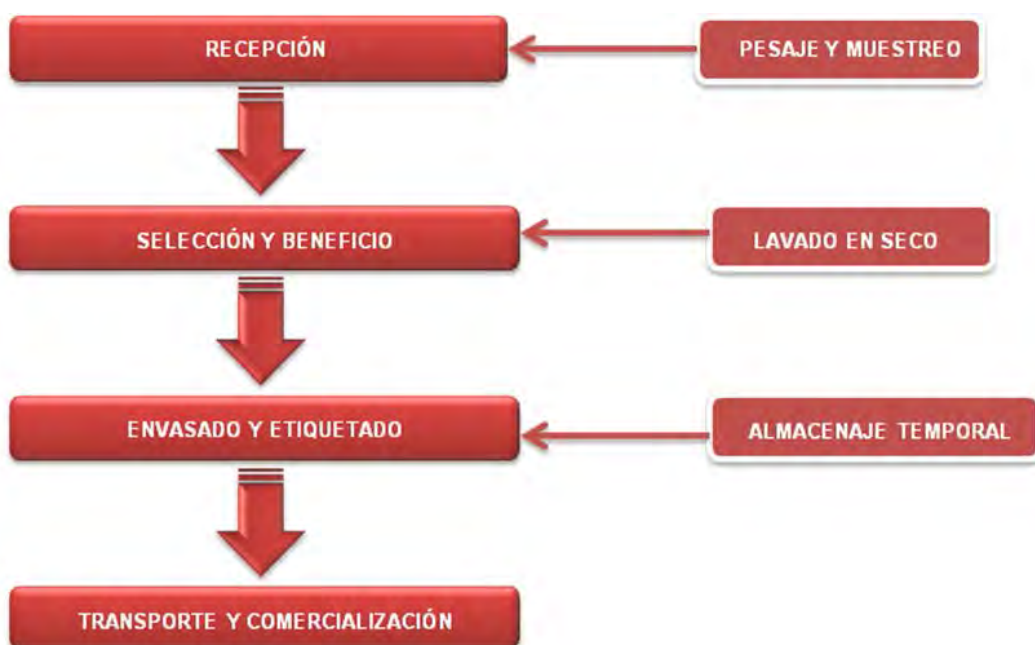 RECEPCIÓN
PESAJE Y MUESTREO
SELECCIÓN Y BENEFICIO
LAVADO EN SECO
ENVASADO Y ETIQUETADO
ALMACENAJE TEMPORAL
TRANSPORTE Y COMERCIALIZACIÓN